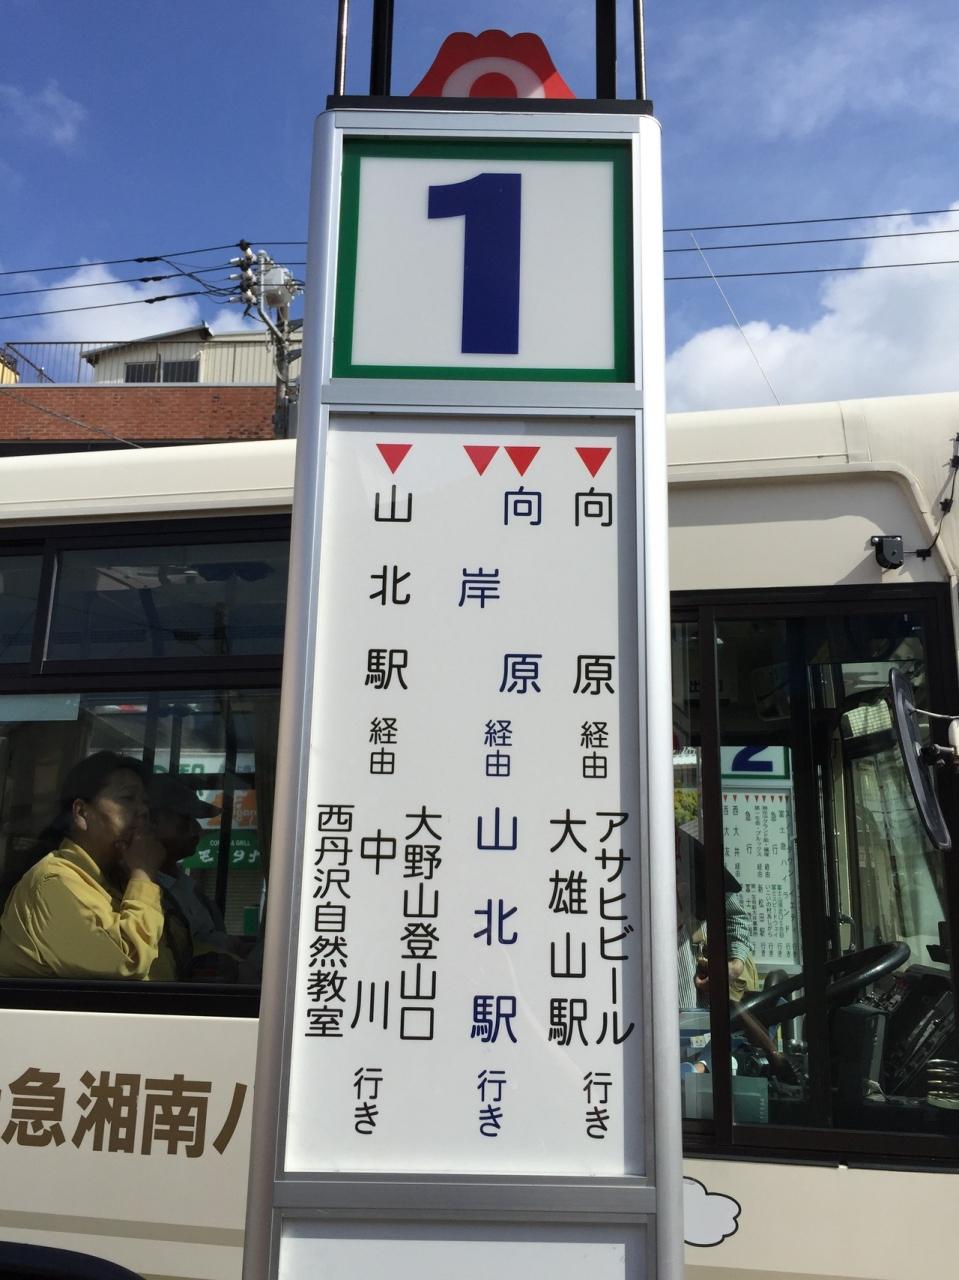 1
向原
経由
アサヒビール
大雄山駅
行き
向原
岸
経由
山北駅
行き
山北駅
経由
大野山登山口
中川
西丹沢自然教室
行き
急湘南
2